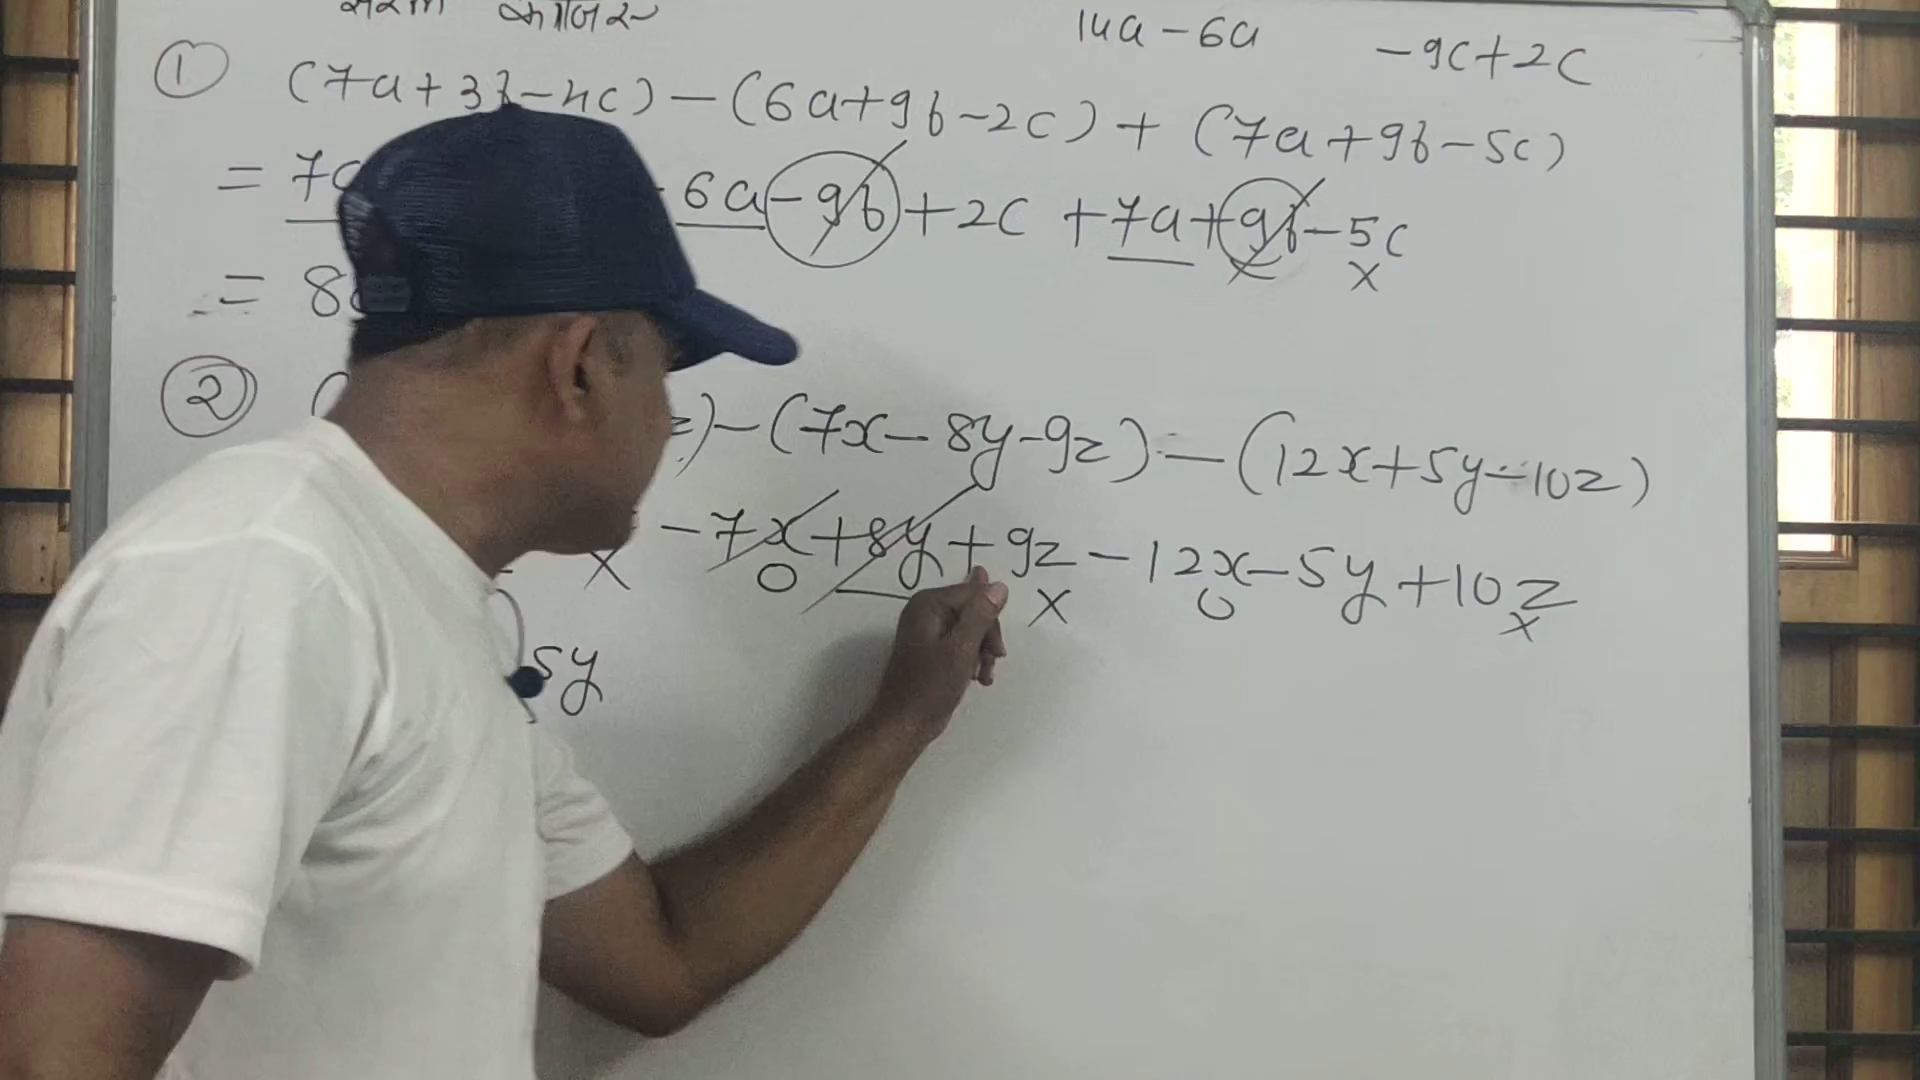 14a - 6a
-9c + 2c
①
(7a + 3b - 4c) - (6a + 9b - 2c) + (7a + 9b - 5c)
= 7a 6a - 9b + 2c + 7a + 9b - 5c
x
= 8
② ( z) - (7x - 8y - 9z) - (12x + 5y - 10z)
- 7x + 8y + 9z - 12x - 5y + 10z
x o x o x
5y